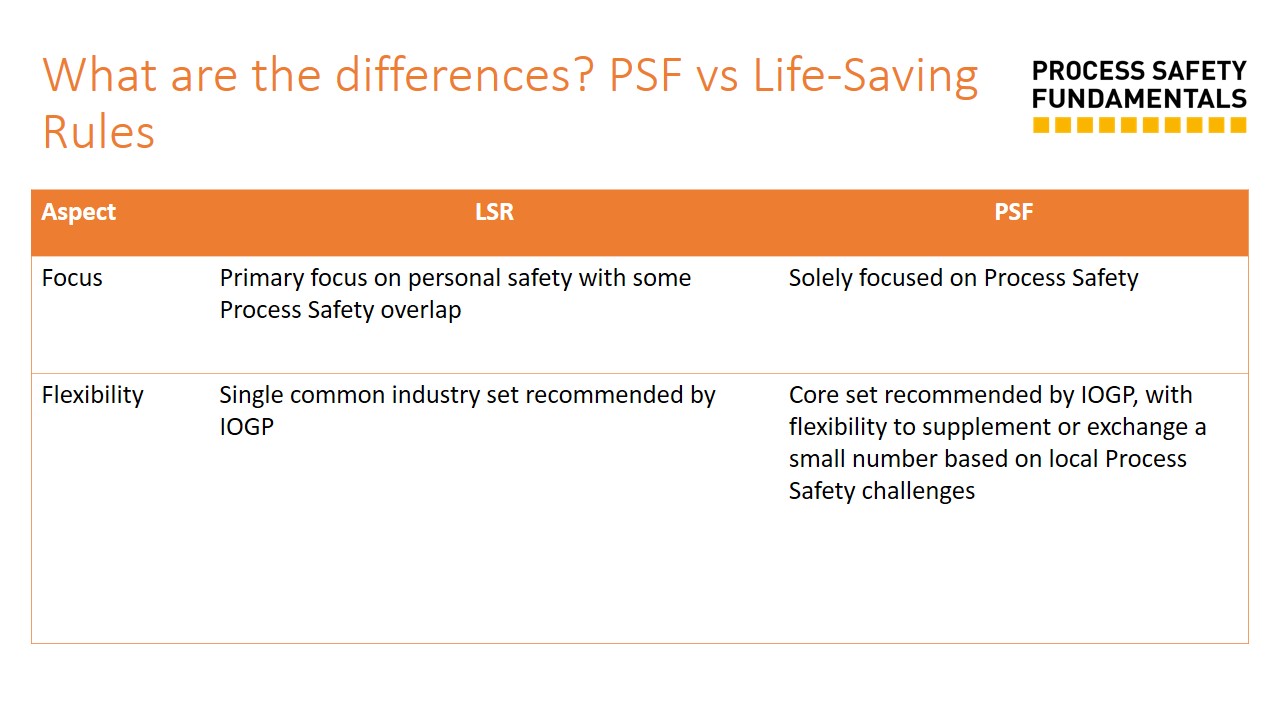 What are the differences? PSF vs Life-Saving
Rules
PROCESS SAFETY
FUNDAMENTALS
Aspect LSR PSF
Focus
Primary focus on personal safety with some
Process Safety overlap
Solely focused on Process Safety
Flexibility
Single common industry set recommended by
IOGP
Core set recommended by IOGP, with
flexibility to supplement or exchange a
small number based on local Process
Safety challenges